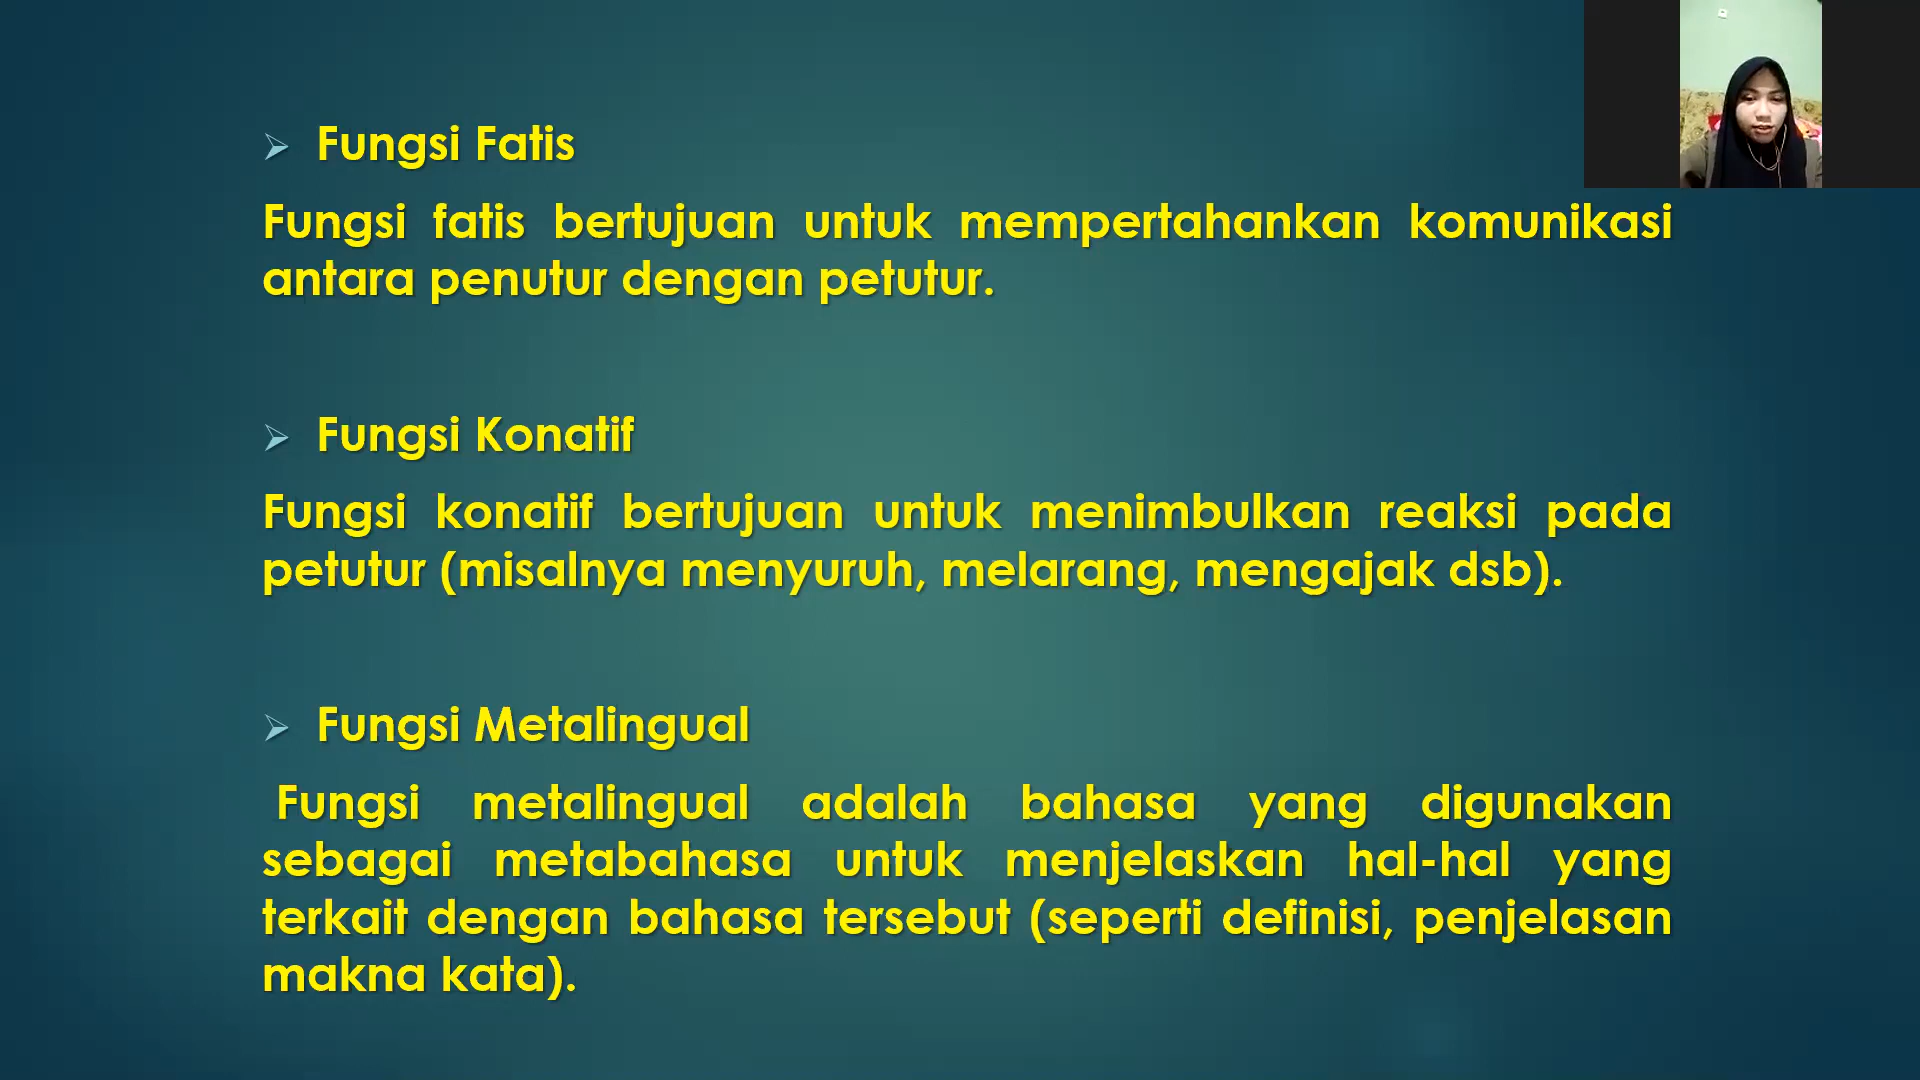 Fungsi Fatis
Fungsi fatis bertujuan untuk mempertahankan komunikasi
antara penutur dengan petutur.
Fungsi Konatif
Fungsi konatif bertujuan untuk menimbulkan reaksi pada
petutur (misalnya menyuruh, melarang, mengajak dsb).
Fungsi Metalingual
Fungsi metalingual adalah bahasa yang digunakan
sebagai metabahasa untuk menjelaskan hal-hal yang
terkait dengan bahasa tersebut (seperti definisi, penjelasan
makna kata).